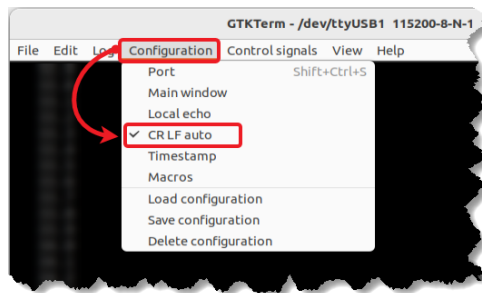 GTKTerm - /dev/ttyUSB1 115200-8-N-1
File Edit Log Configuration Control signals View Help
Port Shift+Ctrl+S
Main window
Local echo
CR LF auto
Timestamp
Macros
Load configuration
Save configuration
Delete configuration